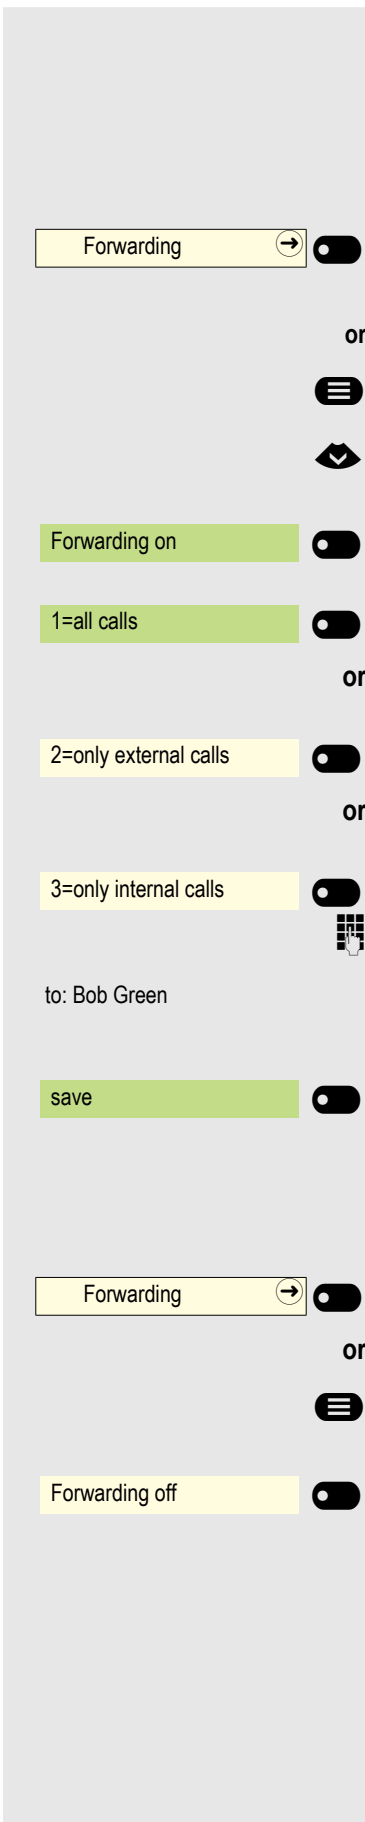 Forwarding
or
Forwarding on
1=all calls
or
2=only external calls
or
3=only internal calls
to: Bob Green
save
Forwarding
or
Forwarding off